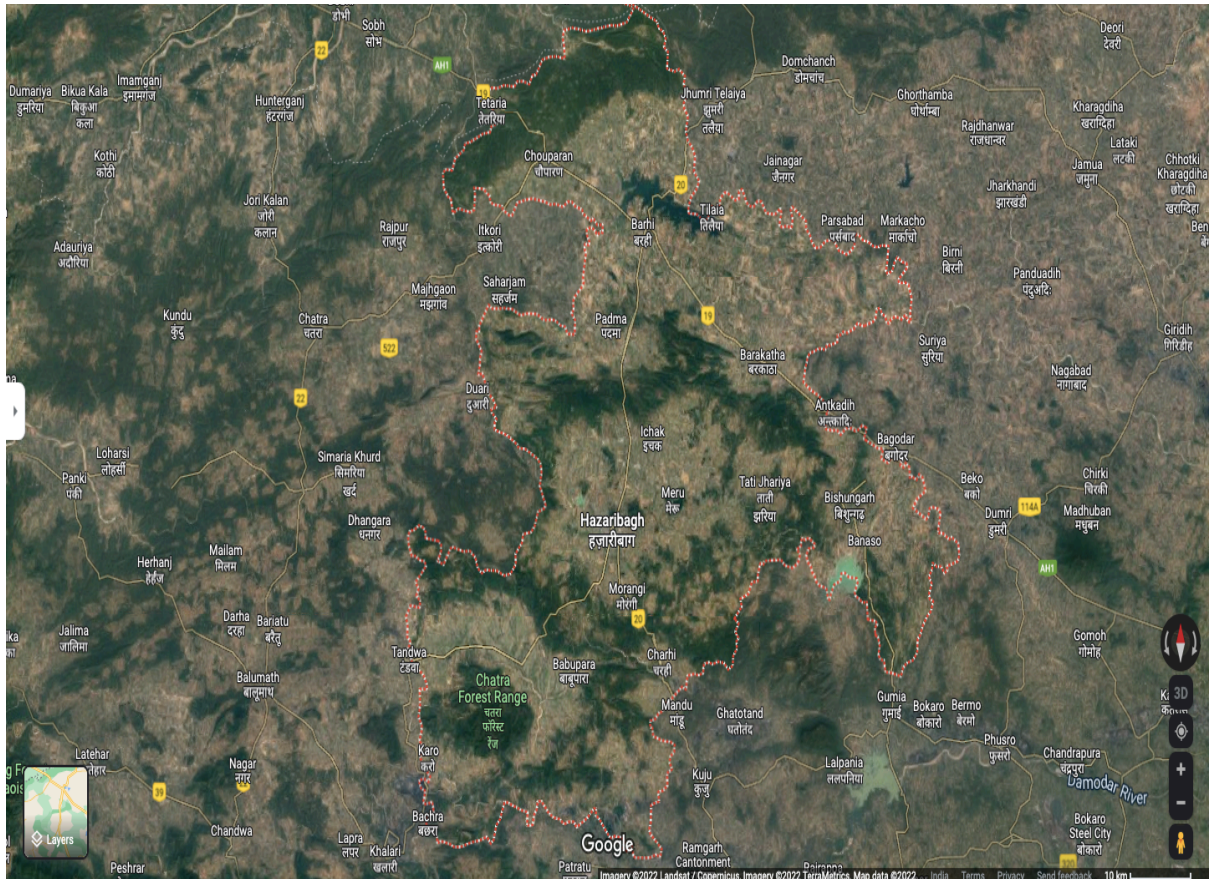 डोभी
Sobh
सोभ
22
AH1
19
Tetaria
तेतरिया
Deori
देवरी
Domchanch
डोमचांच
Dumariya
डुमरिया
Bikua Kala
बिकुआ
कला
Imamganj
इमामगंज
Hunterganj
हंटरगंज
Jhumri Telaiya
झुमरी
तलैया
Ghorthamba
घोर्थाम्बा
Kharagdiha
खराग्दिहा
Rajdhanwar
राजधान्वर
Lataki
लटकी
Kothi
कोठी
Chouparan
चौपारण
Jainagar
जैनगर
Jamua
जमुना
Chhotki
Kharagdiha
छोटकी
खराग्दिहा
20
Jharkhandi
झारखंडी
Jori Kalan
जोरी
कलान
Rajpur
राजपुर
Itkori
इत्कोरी
Barhi
बरही
Tilaia
तिलैया
Parsabad
पर्सबाद
Markacho
मार्काचो
Adauriya
अदौरिया
Birni
बिरनी
Panduadih
पंदुअदिः
Majhgaon
मझगांव
Saharjam
सहर्जम
Kundu
कुंदु
Chatra
चतरा
Padma
पदमा
19
Giridih
गिरिडीह
522
Suriya
सुरिया
Barakatha
बरकाठा
Nagabad
नागाबाद
22
Duari
दुआरी
Antkadih
अन्त्कादिः
Ichak
इचक
Bagodar
बगोदर
Loharsi
लोहर्सी
Panki
पंकी
Simaria Khurd
सिमरिया
खुर्द
Meru
मेरू
Tati Jhariya
ताती
झरिया
Bishungarh
बिशुनगढ़
Beko
बको
Chirki
चिरकी
114A
Madhuban
मधुबन
Dumri
डुमरी
Hazaribagh
हज़ारीबाग
Dhangara
धनगर
Banaso
Herhanj
हेहँज
Mailam
मिलम
AH1
Morangi
मोरंगी
20
Darha
दरहा
Bariatu
बरैतू
Jalima
जालिमा
Gomoh
गोमोह
Tandwa
टंडवा
Babupara
बाबूपारा
Charhi
चरही
Balumath
बालूमाथ
Chatra
Forest Range
चतरा
फॉरेस्ट
रेंज
Mandu
मांडू
Ghatotand
घतोतंद
Gumia
गुमाई
Bokaro
बोकारो
Bermo
बेरमो
3D
Phusro
फुसरो
Latehar
Nagar
नगर
Karo
करो
Kuju
कुजु
Lalpania
ललपनिया
Chandrapura
चंद्रपुरा
Damodar River
39
Layers
Chandwa
Bachra
बछरा
Lapra
लपर
Khalari
खलारी
Google
Bokaro
Steel City
बोकारो
Ramgarh
Cantonment
Peshrar
Patratu
Imagery ©2022 Landsat / Copernicus, Imagery ©2022 TerraMetrics, Map data ©2022 India Terms Privacy Send feedback 10 km